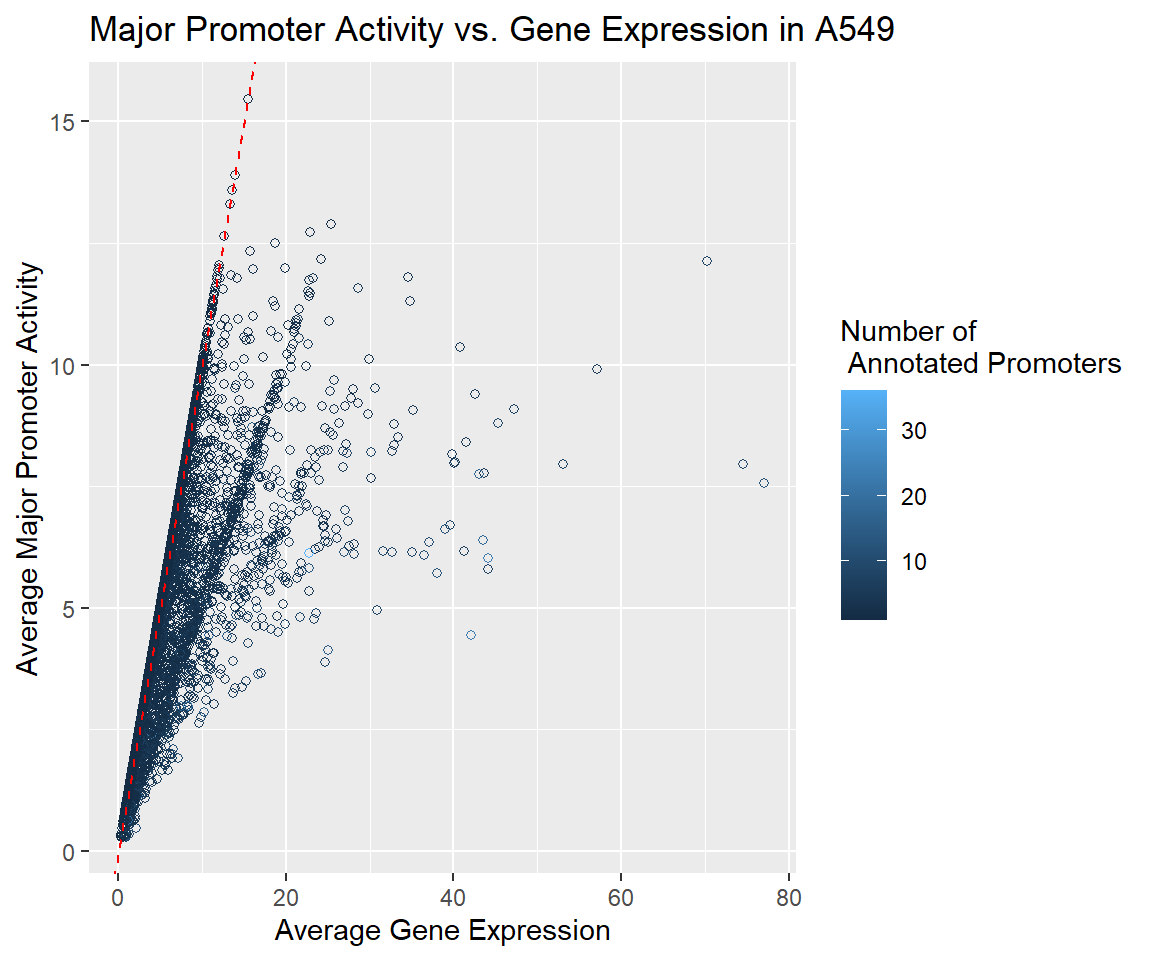 Major Promoter Activity vs. Gene Expression in A549
Average Major Promoter Activity
15
10
5
0
0 20 40 60 80
Average Gene Expression
Number of
Annotated Promoters
30
20
10